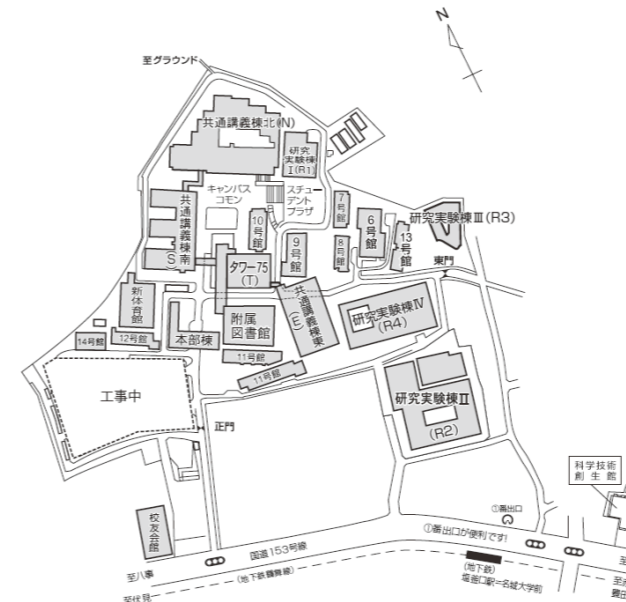 N
至グラウンド
共通講義棟北(N)
研究
実験棟
I(R1)
キャンパス
コモン
スチュー
デント
プラザ
共通講義棟南
(S)
10号館
7号館
6号館
研究実験棟III(R3)
8号館
13号館
9号館
東門
タワー75
(T)
新体育館
共通講義棟東
(E)
研究実験棟IV
(R4)
附属
図書館
14号館
12号館
本部棟
11号館
11号館
工事中
正門
研究実験棟II
(R2)
科学技術
創生館
校友会館
①番出口
①番出口が便利です!
国道153号線
至八事
(地下鉄鶴舞線)
(地下鉄)
塩釜口駅=名城大学前
至伏見